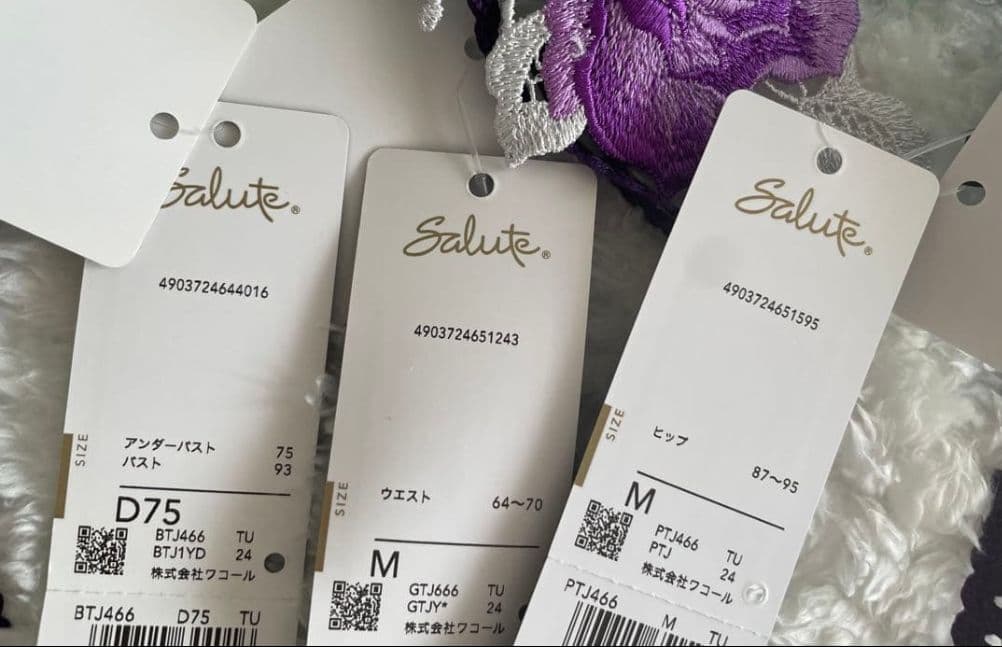 Salute®
4903724644016
SIZE
アンダーバスト 75
バスト 93
D75
BTJ466 TU
BTJ1YD 24
株式会社ワコール
BTJ466 D75 TU
Salute®
4903724651243
SIZE
ウエスト 64〜70
M
GTJ666 TU
GTJY* 24
株式会社ワコール
Salute®
4903724651595
SIZE
ヒップ 87〜95
M
PTJ466 TU
PTJ 24
株式会社ワコール
PTJ466 M TU